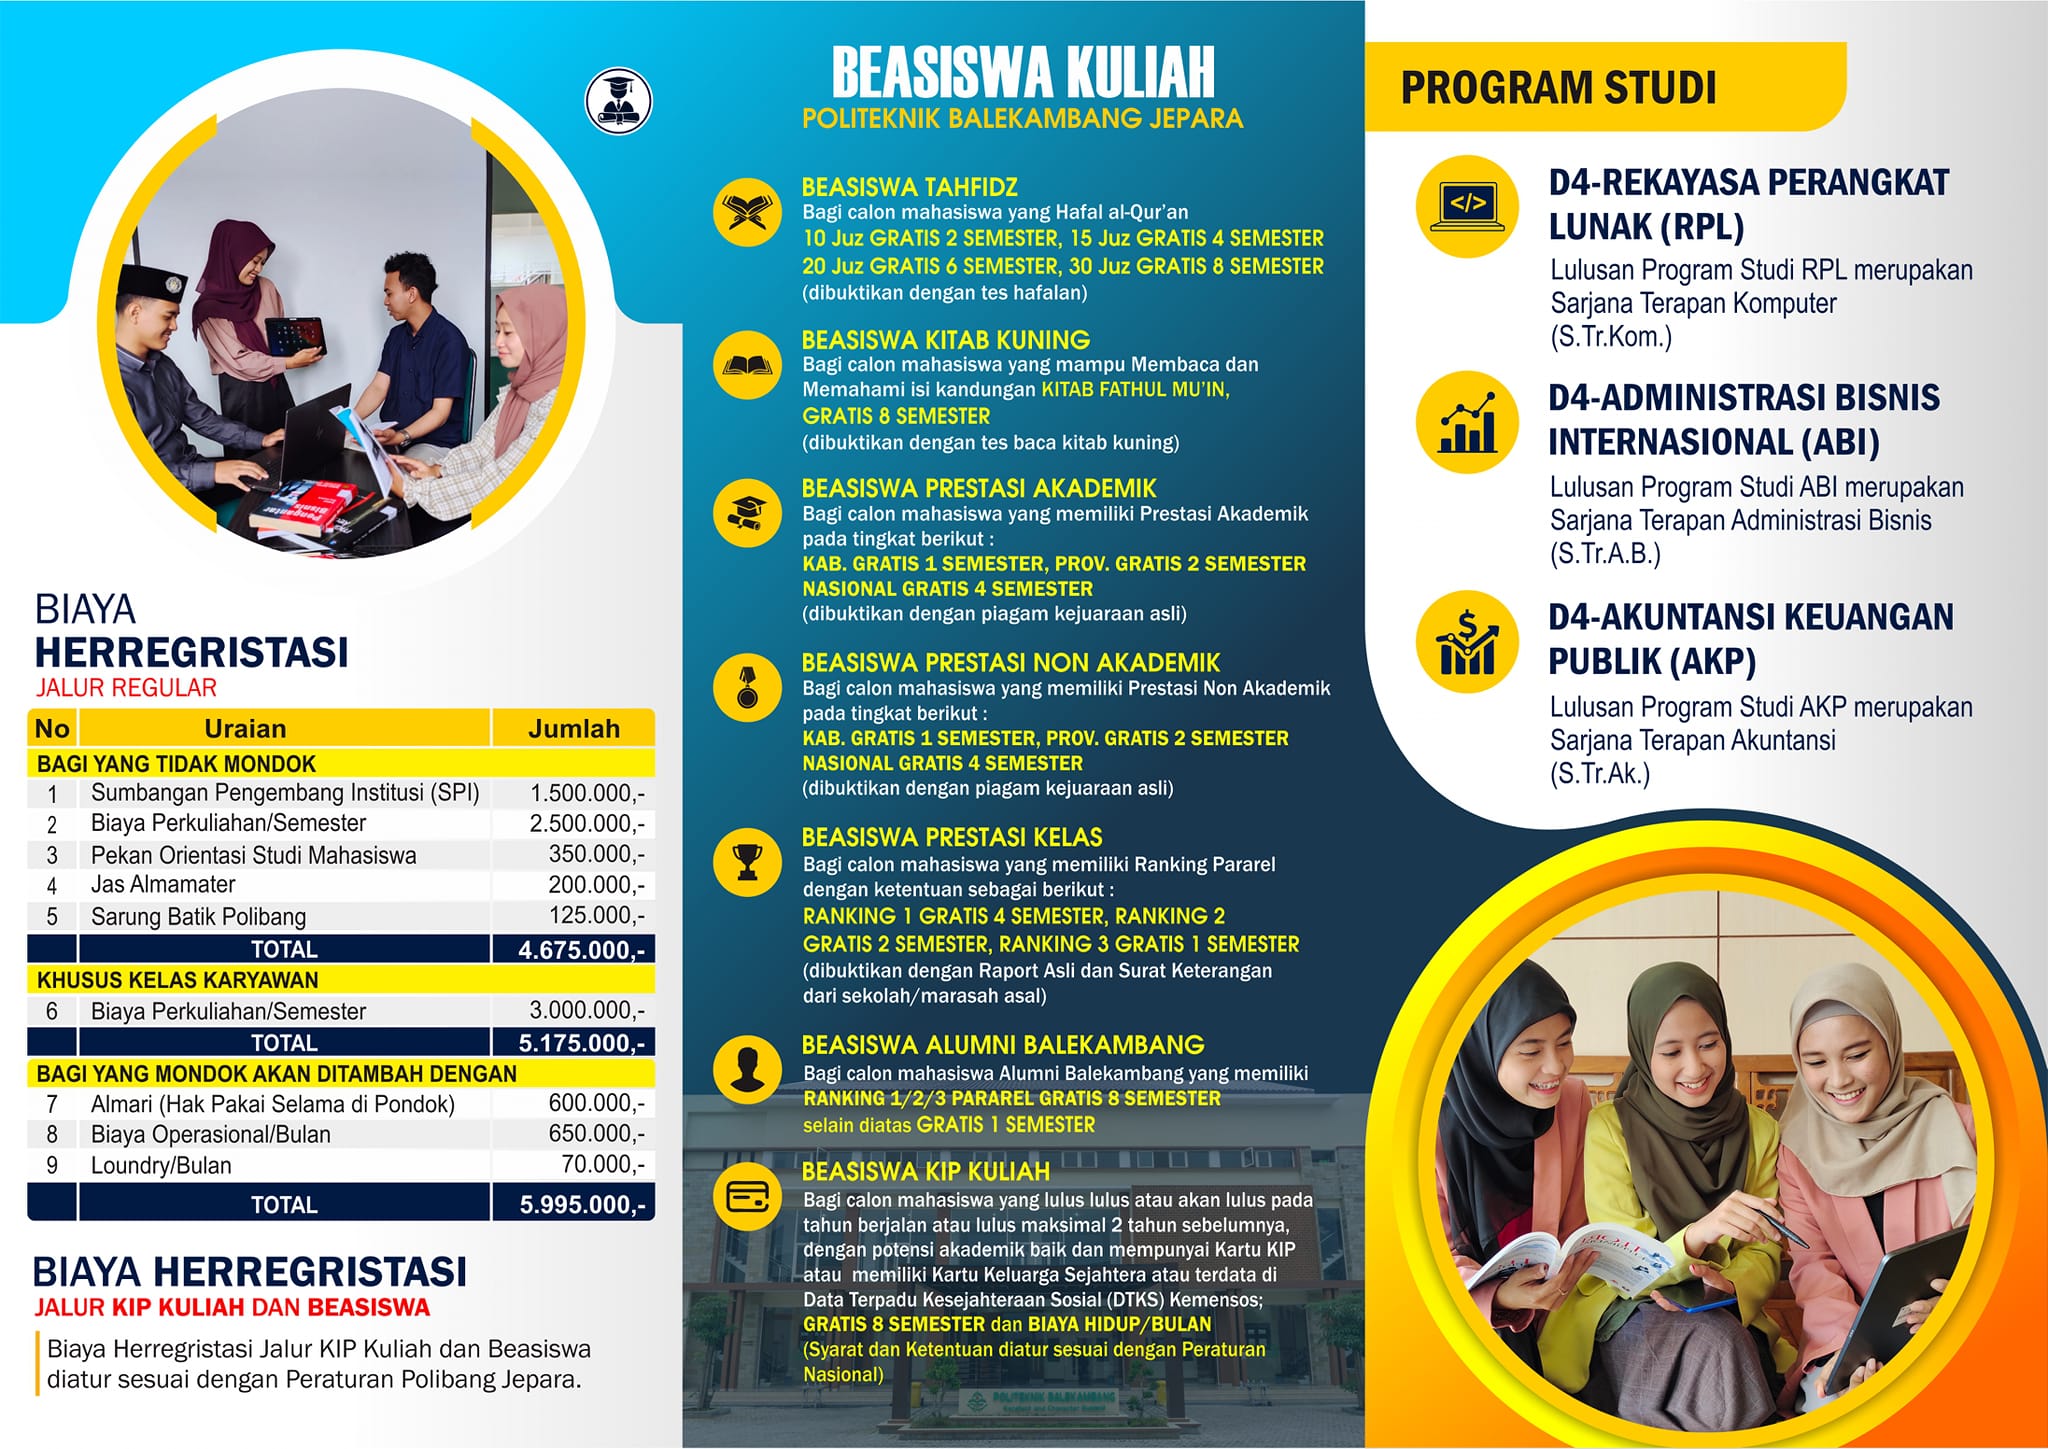 BIAYA
HERREGRISTASI
JALUR REGULAR
No Uraian Jumlah
BAGI YANG TIDAK MONDOK
1 Sumbangan Pengembang Institusi (SPI) 1.500.000,-
2 Biaya Perkuliahan/Semester 2.500.000,-
3 Pekan Orientasi Studi Mahasiswa 350.000,-
4 Jas Almamater 200.000,-
5 Sarung Batik Polibang 125.000,-
TOTAL 4.675.000,-
KHUSUS KELAS KARYAWAN
6 Biaya Perkuliahan/Semester 3.000.000,-
TOTAL 5.175.000,-
BAGI YANG MONDOK AKAN DITAMBAH DENGAN
7 Almari (Hak Pakai Selama di Pondok) 600.000,-
8 Biaya Operasional/Bulan 650.000,-
9 Loundry/Bulan 70.000,-
TOTAL 5.995.000,-
BIAYA HERREGRISTASI
JALUR KIP KULIAH DAN BEASISWA
Biaya Herregristasi Jalur KIP Kuliah dan Beasiswa
diatur sesuai dengan Peraturan Polibang Jepara.
BEASISWA KULIAH
POLITEKNIK BALEKAMBANG JEPARA
BEASISWA TAHFIDZ
Bagi calon mahasiswa yang Hafal al-Qur'an
10 Juz GRATIS 2 SEMESTER, 15 Juz GRATIS 4 SEMESTER
20 Juz GRATIS 6 SEMESTER, 30 Juz GRATIS 8 SEMESTER
(dibuktikan dengan tes hafalan)
BEASISWA KITAB KUNING
Bagi calon mahasiswa yang mampu Membaca dan
Memahami isi kandungan KITAB FATHUL MU'IN,
GRATIS 8 SEMESTER
(dibuktikan dengan tes baca kitab kuning)
BEASISWA PRESTASI AKADEMIK
Bagi calon mahasiswa yang memiliki Prestasi Akademik
pada tingkat berikut :
KAB. GRATIS 1 SEMESTER, PROV. GRATIS 2 SEMESTER
NASIONAL GRATIS 4 SEMESTER
(dibuktikan dengan piagam kejuaraan asli)
BEASISWA PRESTASI NON AKADEMIK
Bagi calon mahasiswa yang memiliki Prestasi Non Akademik
pada tingkat berikut :
KAB. GRATIS 1 SEMESTER, PROV. GRATIS 2 SEMESTER
NASIONAL GRATIS 4 SEMESTER
(dibuktikan dengan piagam kejuaraan asli)
BEASISWA PRESTASI KELAS
Bagi calon mahasiswa yang memiliki Ranking Pararel
dengan ketentuan sebagai berikut :
RANKING 1 GRATIS 4 SEMESTER, RANKING 2
GRATIS 2 SEMESTER, RANKING 3 GRATIS 1 SEMESTER
(dibuktikan dengan Raport Asli dan Surat Keterangan
dari sekolah/marasah asal)
BEASISWA ALUMNI BALEKAMBANG
Bagi calon mahasiswa Alumni Balekambang yang memiliki
RANKING 1/2/3 PARAREL GRATIS 8 SEMESTER
selain diatas GRATIS 1 SEMESTER
BEASISWA KIP KULIAH
Bagi calon mahasiswa yang lulus lulus atau akan lulus pada
tahun berjalan atau lulus maksimal 2 tahun sebelumnya,
dengan potensi akademik baik dan mempunyai Kartu KIP
atau memiliki Kartu Keluarga Sejahtera atau terdata di
Data Terpadu Kesejahteraan Sosial (DTKS) Kemensos;
GRATIS 8 SEMESTER dan BIAYA HIDUP/BULAN
(Syarat dan Ketentuan diatur sesuai dengan Peraturan
Nasional)
POLITEKNIK BALEKAMBANG
PROGRAM STUDI
</>
D4-REKAYASA PERANGKAT
LUNAK (RPL)
Lulusan Program Studi RPL merupakan
Sarjana Terapan Komputer
(S.Tr.Kom.)
D4-ADMINISTRASI BISNIS
INTERNASIONAL (ABI)
Lulusan Program Studi ABI merupakan
Sarjana Terapan Administrasi Bisnis
(S.Tr.A.B.)
$
D4-AKUNTANSI KEUANGAN
PUBLIK (AKP)
Lulusan Program Studi AKP merupakan
Sarjana Terapan Akuntansi
(S.Tr.Ak.)